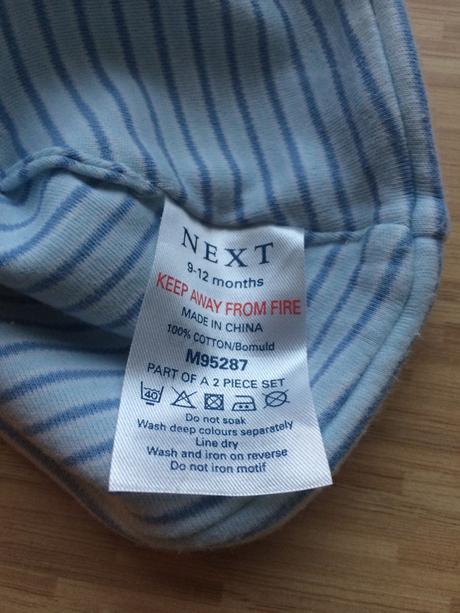 NEXT
9-12 months
KEEP AWAY FROM FIRE
MADE IN CHINA
100% COTTON/Bomuld
M95287
PART OF A 2 PIECE SET
40
Do not soak
Wash deep colours separately
Line dry
Wash and iron on reverse
Do not iron motif